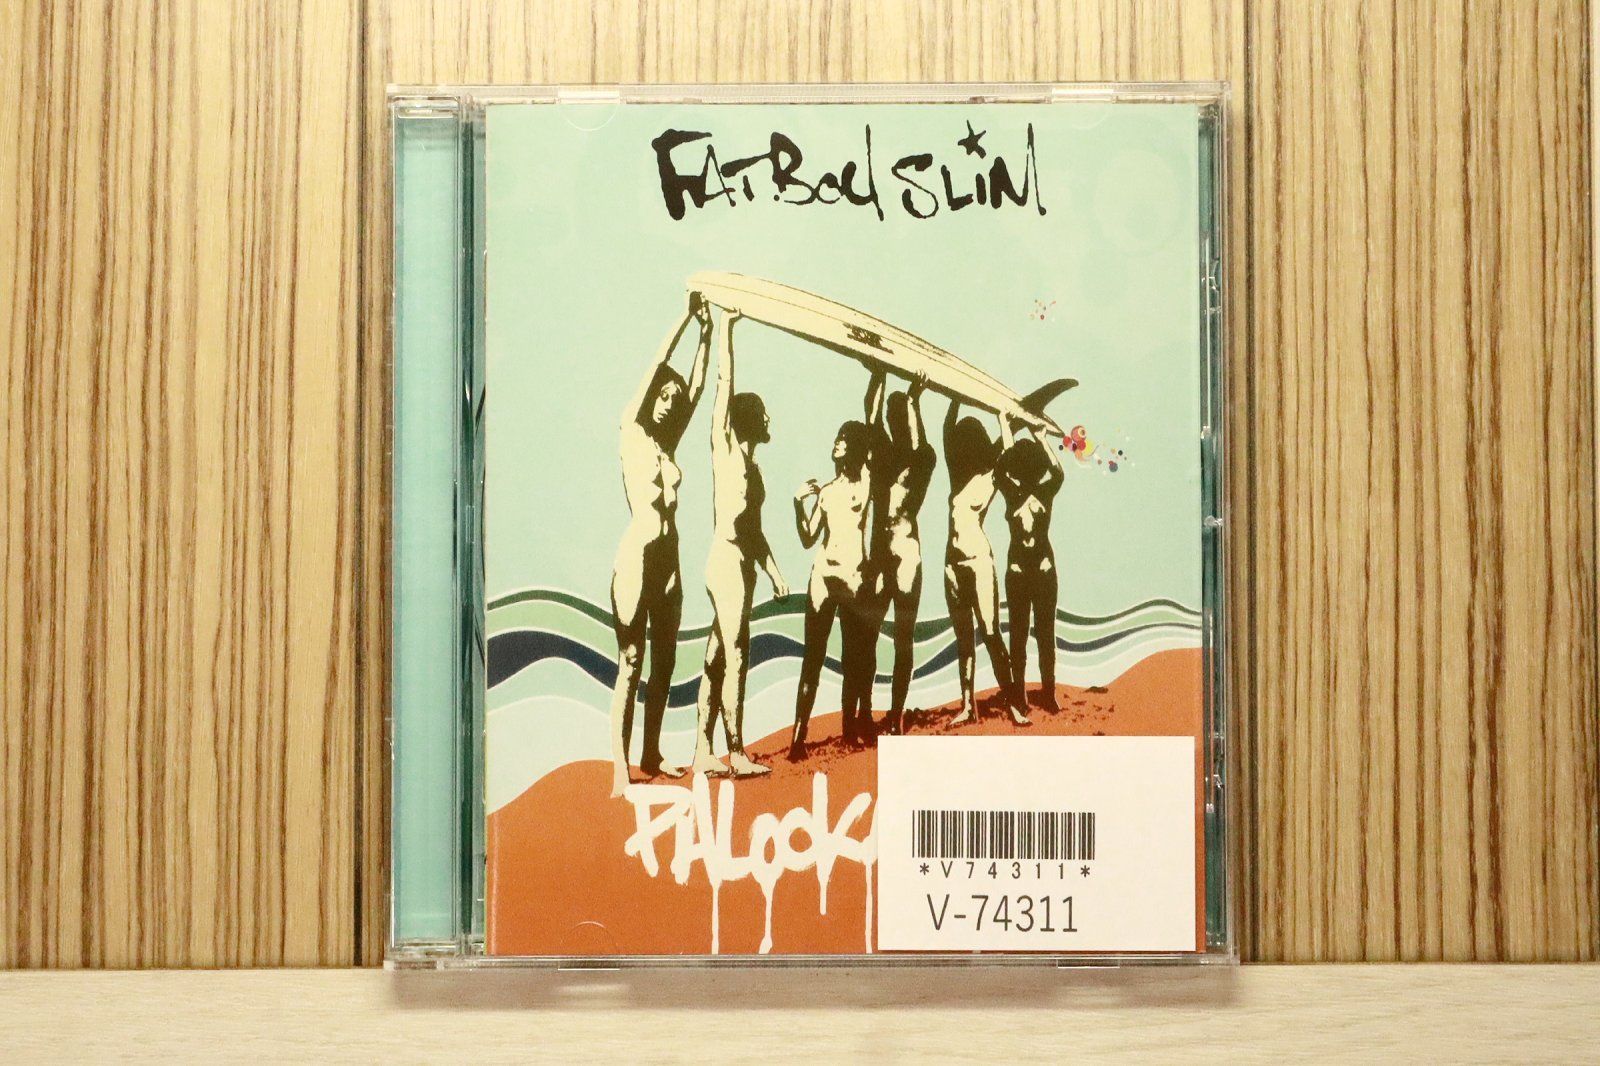 FATBOY SLIM
PALOOKA
*V74311*
V-74311